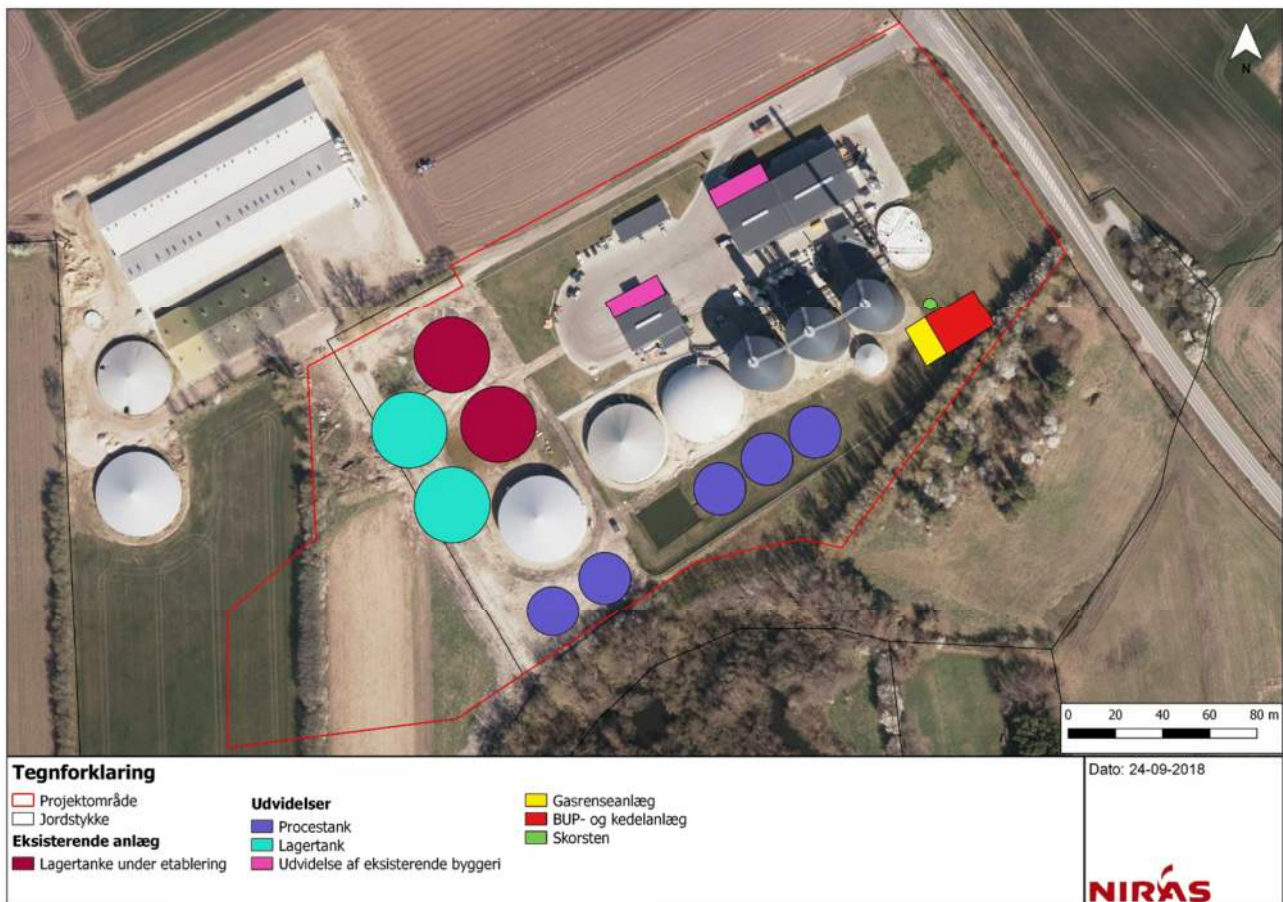 N
0 20 40 60 80 m
Tegnforklaring
Projektområde
Jordstykke
Eksisterende anlæg
Lagertanke under etablering
Udvidelser
Procestank
Lagertank
Udvidelse af eksisterende byggeri
Gasrenseanlæg
BUP- og kedelanlæg
Skorsten
Dato: 24-09-2018
NIRAS